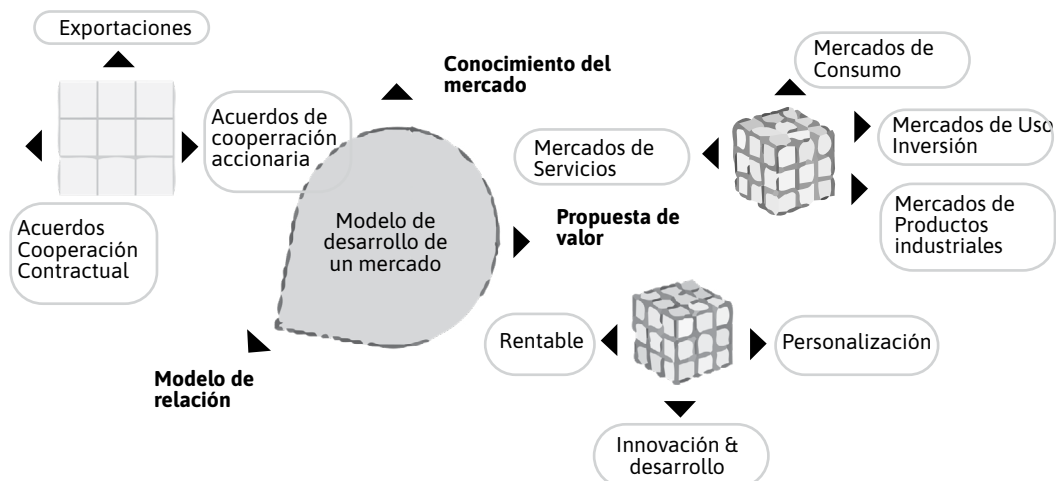 Exportaciones
Acuerdos de
cooperración
accionaria
Acuerdos
Cooperación
Contractual
Conocimiento del
mercado
Modelo de
desarrollo de
un mercado
Propuesta de
valor
Modelo de
relación
Mercados de
Consumo
Mercados de
Servicios
Mercados de Uso
Inversión
Mercados de
Productos
industriales
Rentable
Personalización
Innovación &
desarrollo